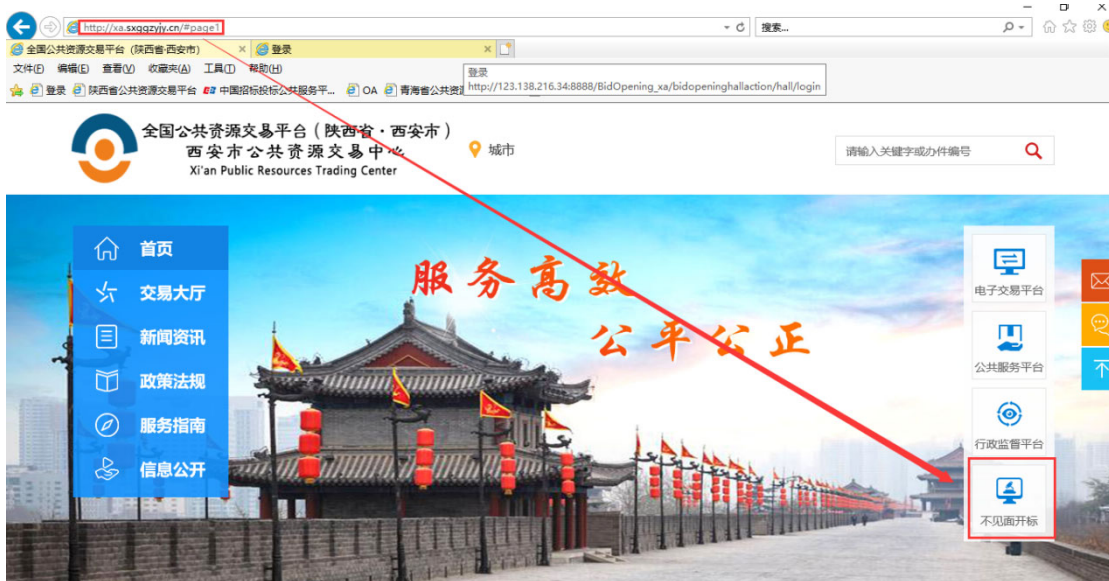 http://xa.sxggzyjy.cn/#page1
搜索...
全国公共资源交易平台（陕西省·西安市）
登录
文件(F) 编辑(E) 查看(V) 收藏夹(A) 工具(T) 帮助(H)
登录
http://123.138.216.34:8888/BidOpening_xa/bidopeninghallaction/hall/login
登录 陕西省公共资源交易平台 中国招标投标公共服务平... OA 青海省公共资
全国公共资源交易平台（陕西省·西安市）
西安市公共资源交易中心
Xi'an Public Resources Trading Center
城市
请输入关键字或办件编号
首页
交易大厅
新闻资讯
政策法规
服务指南
信息公开
服务高效
公平公正
电子交易平台
公共服务平台
行政监督平台
不见面开标